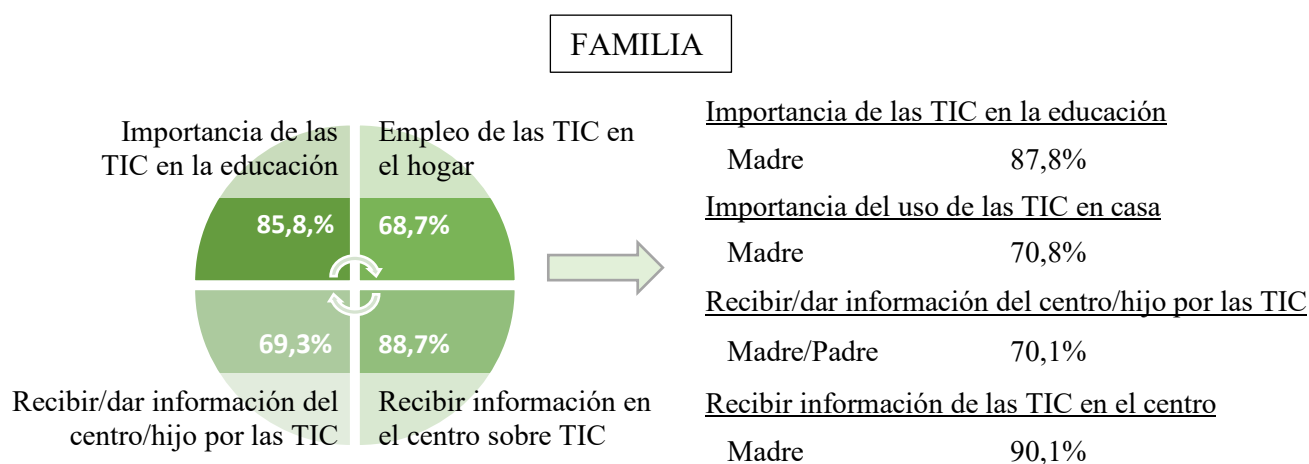 FAMILIA
Importancia de las
TIC en la educación
85,8,%
Empleo de las TIC en
el hogar
68,7%
69,3%
Recibir/dar información del
centro/hijo por las TIC
88,7%
Recibir información en
el centro sobre TIC
Importancia de las TIC en la educación
Madre 87,8%
Importancia del uso de las TIC en casa
Madre 70,8%
Recibir/dar información del centro/hijo por las TIC
Madre/Padre 70,1%
Recibir información de las TIC en el centro
Madre 90,1%